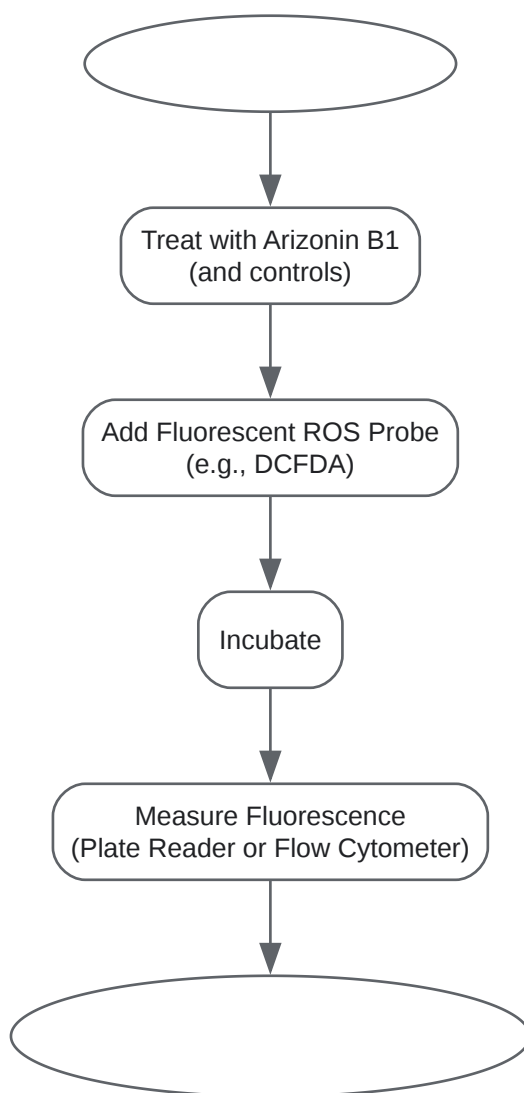 Treat with Arizonin B1
(and controls)
Add Fluorescent ROS Probe
(e.g., DCFDA)
Incubate
Measure Fluorescence
(Plate Reader or Flow Cytometer)